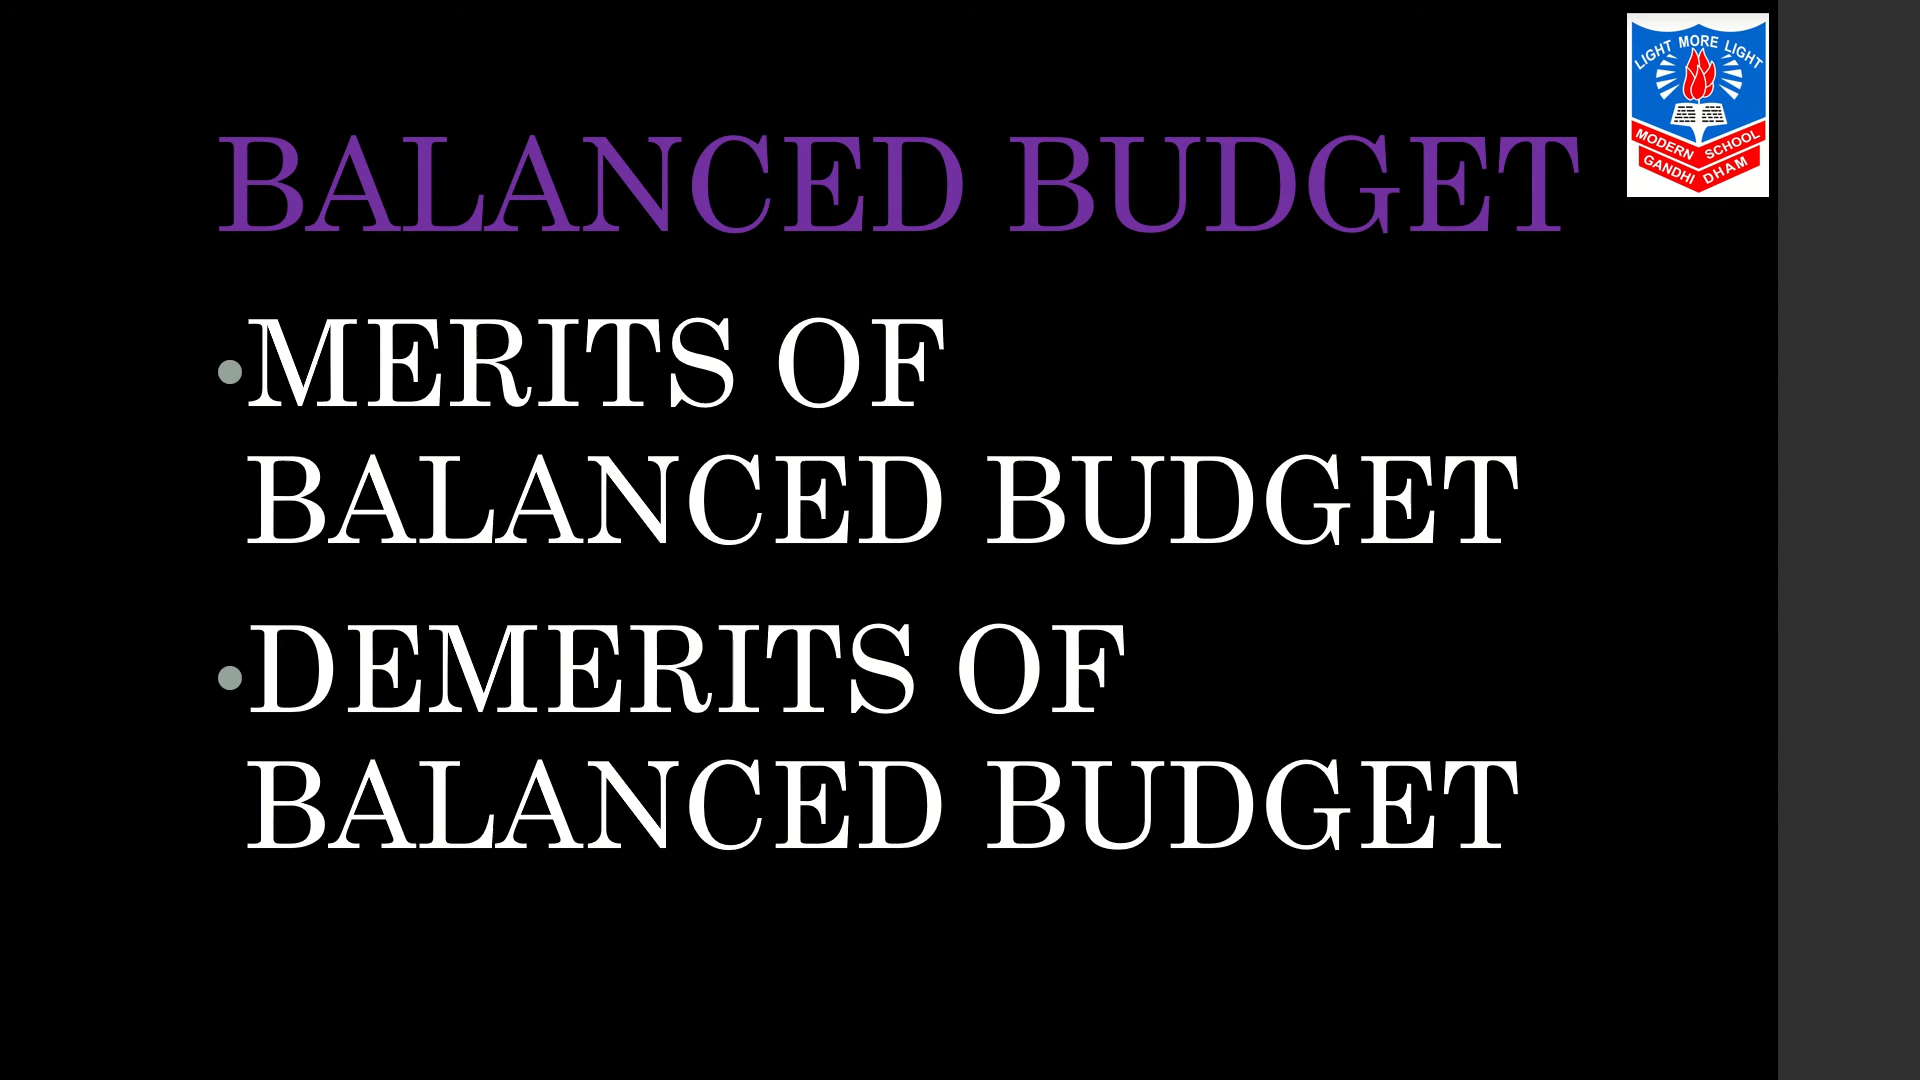 LIGHT MORE LIGHT
MODERN SCHOOL
GANDHI DHAM
BALANCED BUDGET
•MERITS OF
BALANCED BUDGET
•DEMERITS OF
BALANCED BUDGET